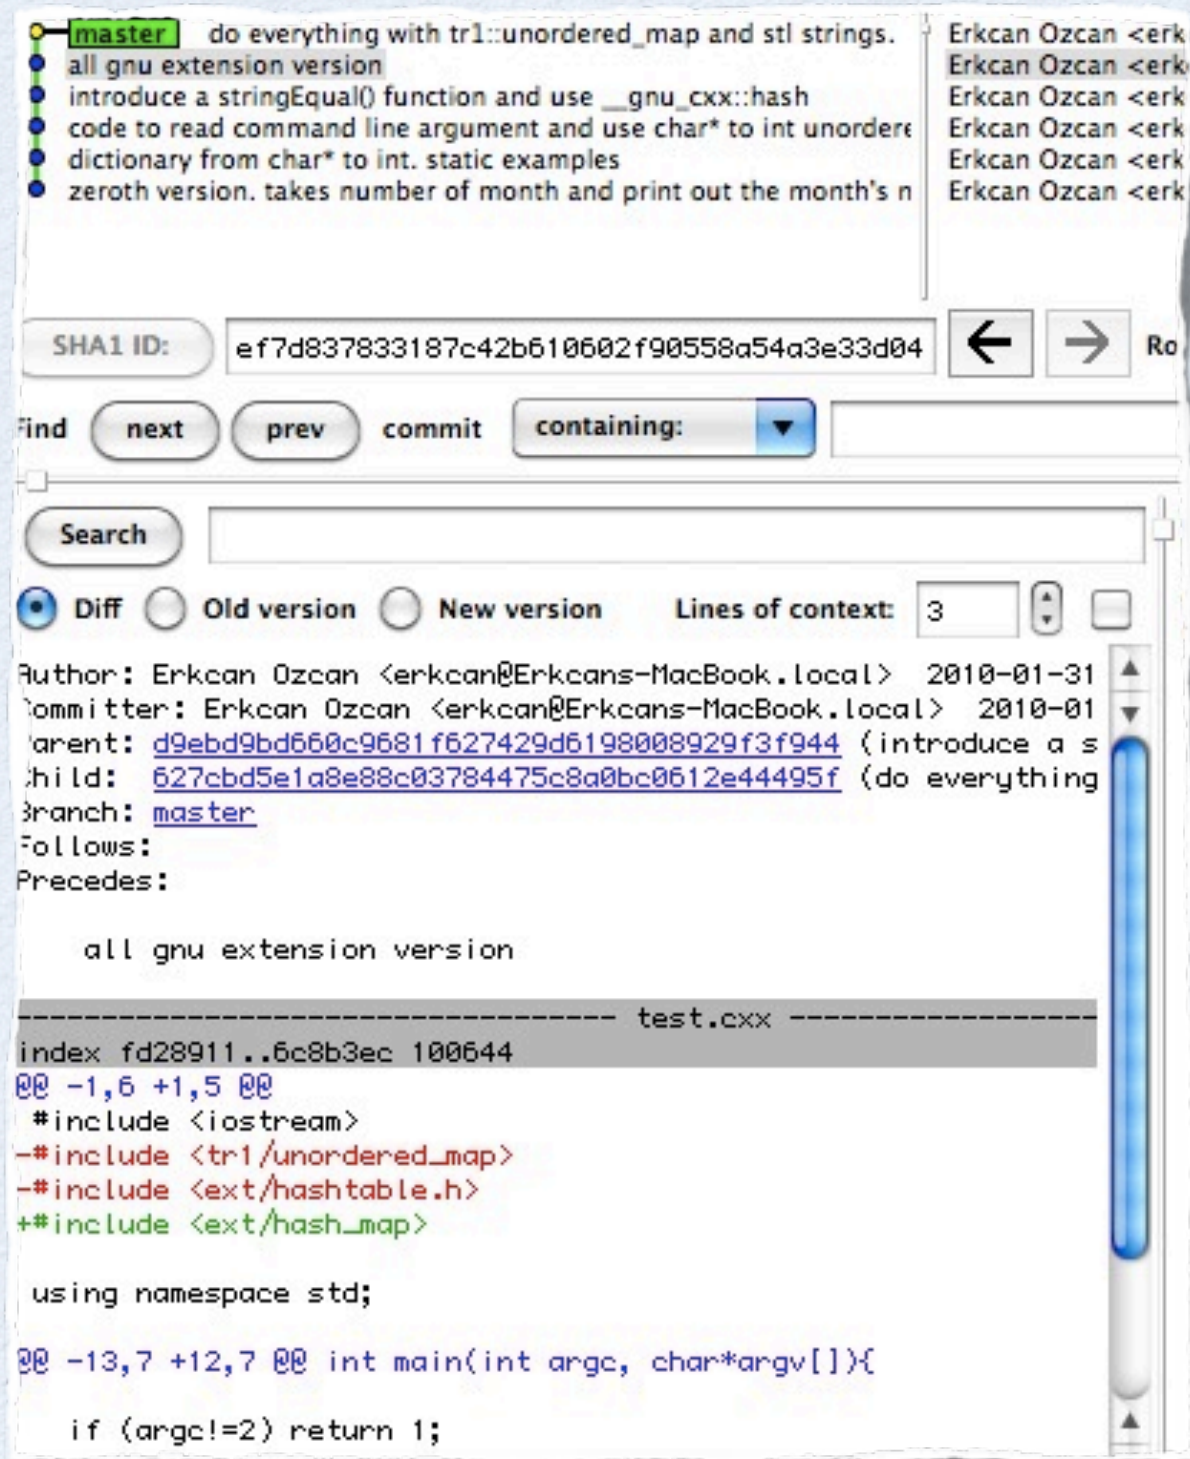 master do everything with tr1::unordered_map and stl strings. Erkcan Ozcan <erk
all gnu extension version Erkcan Ozcan <erk
introduce a stringEqual() function and use __gnu_cxx::hash Erkcan Ozcan <erk
code to read command line argument and use char* to int unordere Erkcan Ozcan <erk
dictionary from char* to int. static examples Erkcan Ozcan <erk
zeroth version. takes number of month and print out the month's n Erkcan Ozcan <erk
SHA1 ID: ef7d837833187c42b610602f90558a54a3e33d04 Ro
Find next prev commit containing:
Search
Diff Old version New version Lines of context: 3
Author: Erkcan Ozcan <erkcan@Erkcans-MacBook.local> 2010-01-31
Committer: Erkcan Ozcan <erkcan@Erkcans-MacBook.local> 2010-01
Parent: d9ebd9bd660c9681f627429d6198008929f3f944 (introduce a s
Child: 627cbd5e1a8e88c03784475c8a0bc0612e44495f (do everything
Branch: master
Follows:
Precedes:
all gnu extension version
------------------------------------ test.cxx -------------------
index fd28911..6c8b3ec 100644
@@ -1,6 +1,5 @@
#include <iostream>
-#include <tr1/unordered_map>
-#include <ext/hashtable.h>
+#include <ext/hash_map>
using namespace std;
@@ -13,7 +12,7 @@ int main(int argc, char*argv[]){
if (argc!=2) return 1;